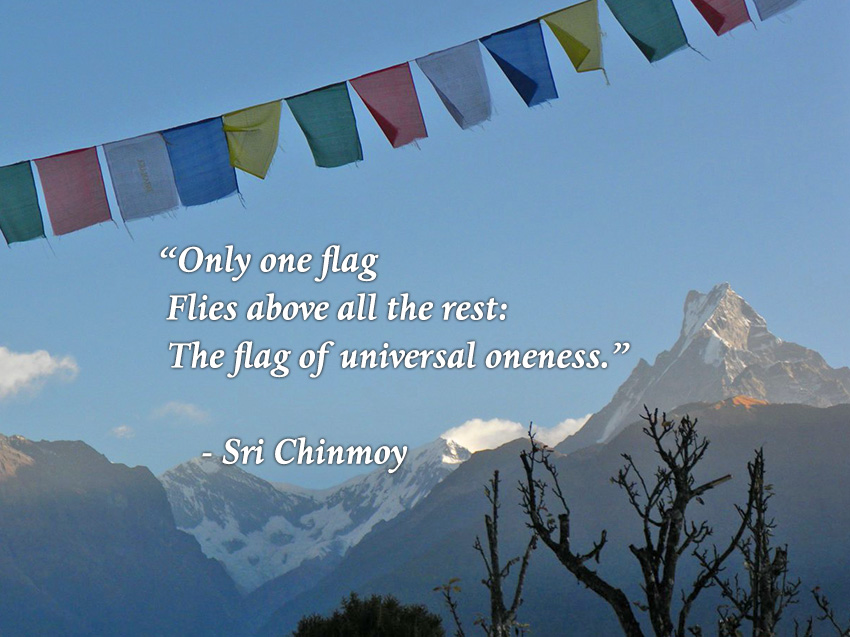 “Only one flag
Flies above all the rest:
The flag of universal oneness.”
- Sri Chinmoy